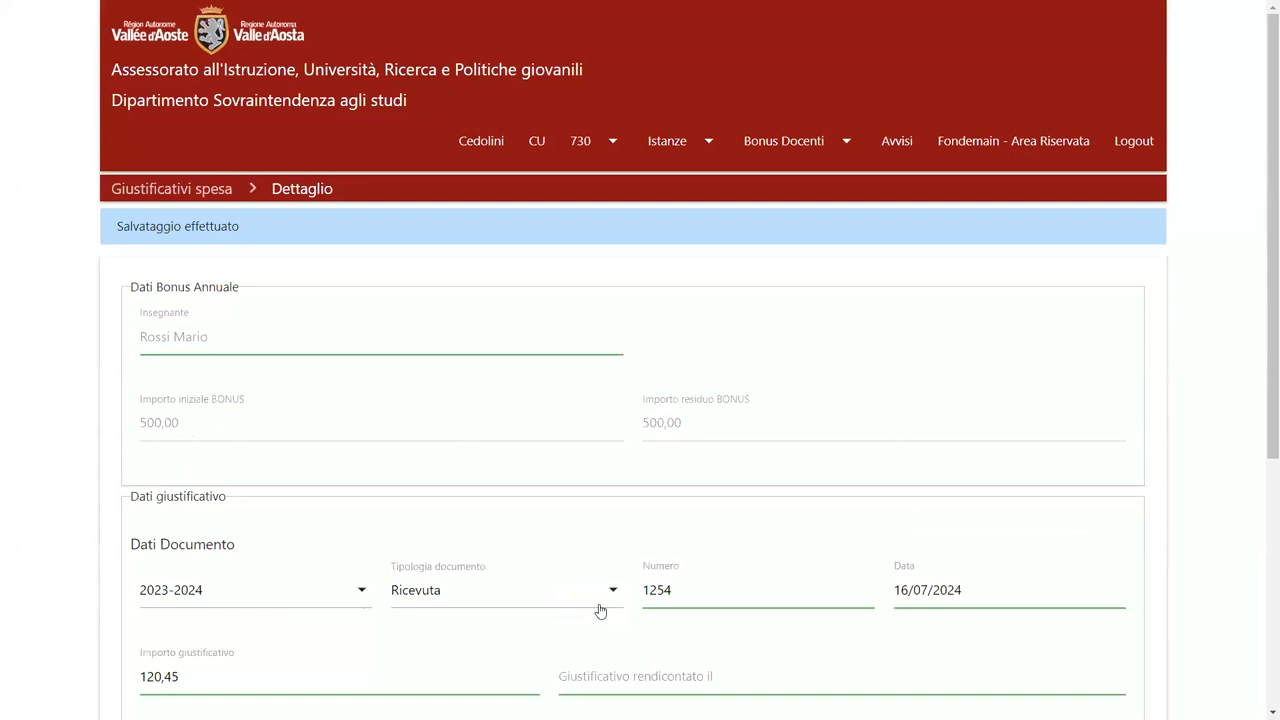 Région Autonome
Vallée d'Aoste
Regione Autonoma
Valle d'Aosta
Assessorato all'Istruzione, Università, Ricerca e Politiche giovanili
Dipartimento Sovraintendenza agli studi
Cedolini CU 730 Istanze Bonus Docenti Avvisi Fondemain - Area Riservata Logout
Giustificativi spesa > Dettaglio
Salvataggio effettuato
Dati Bonus Annuale
Insegnante
Rossi Mario
Importo iniziale BONUS Importo residuo BONUS
500,00 500,00
Dati giustificativo
Dati Documento
Tipologia documento Numero Data
2023-2024 Ricevuta 1254 16/07/2024
Importo giustificativo
120,45 Giustificativo rendicontato il